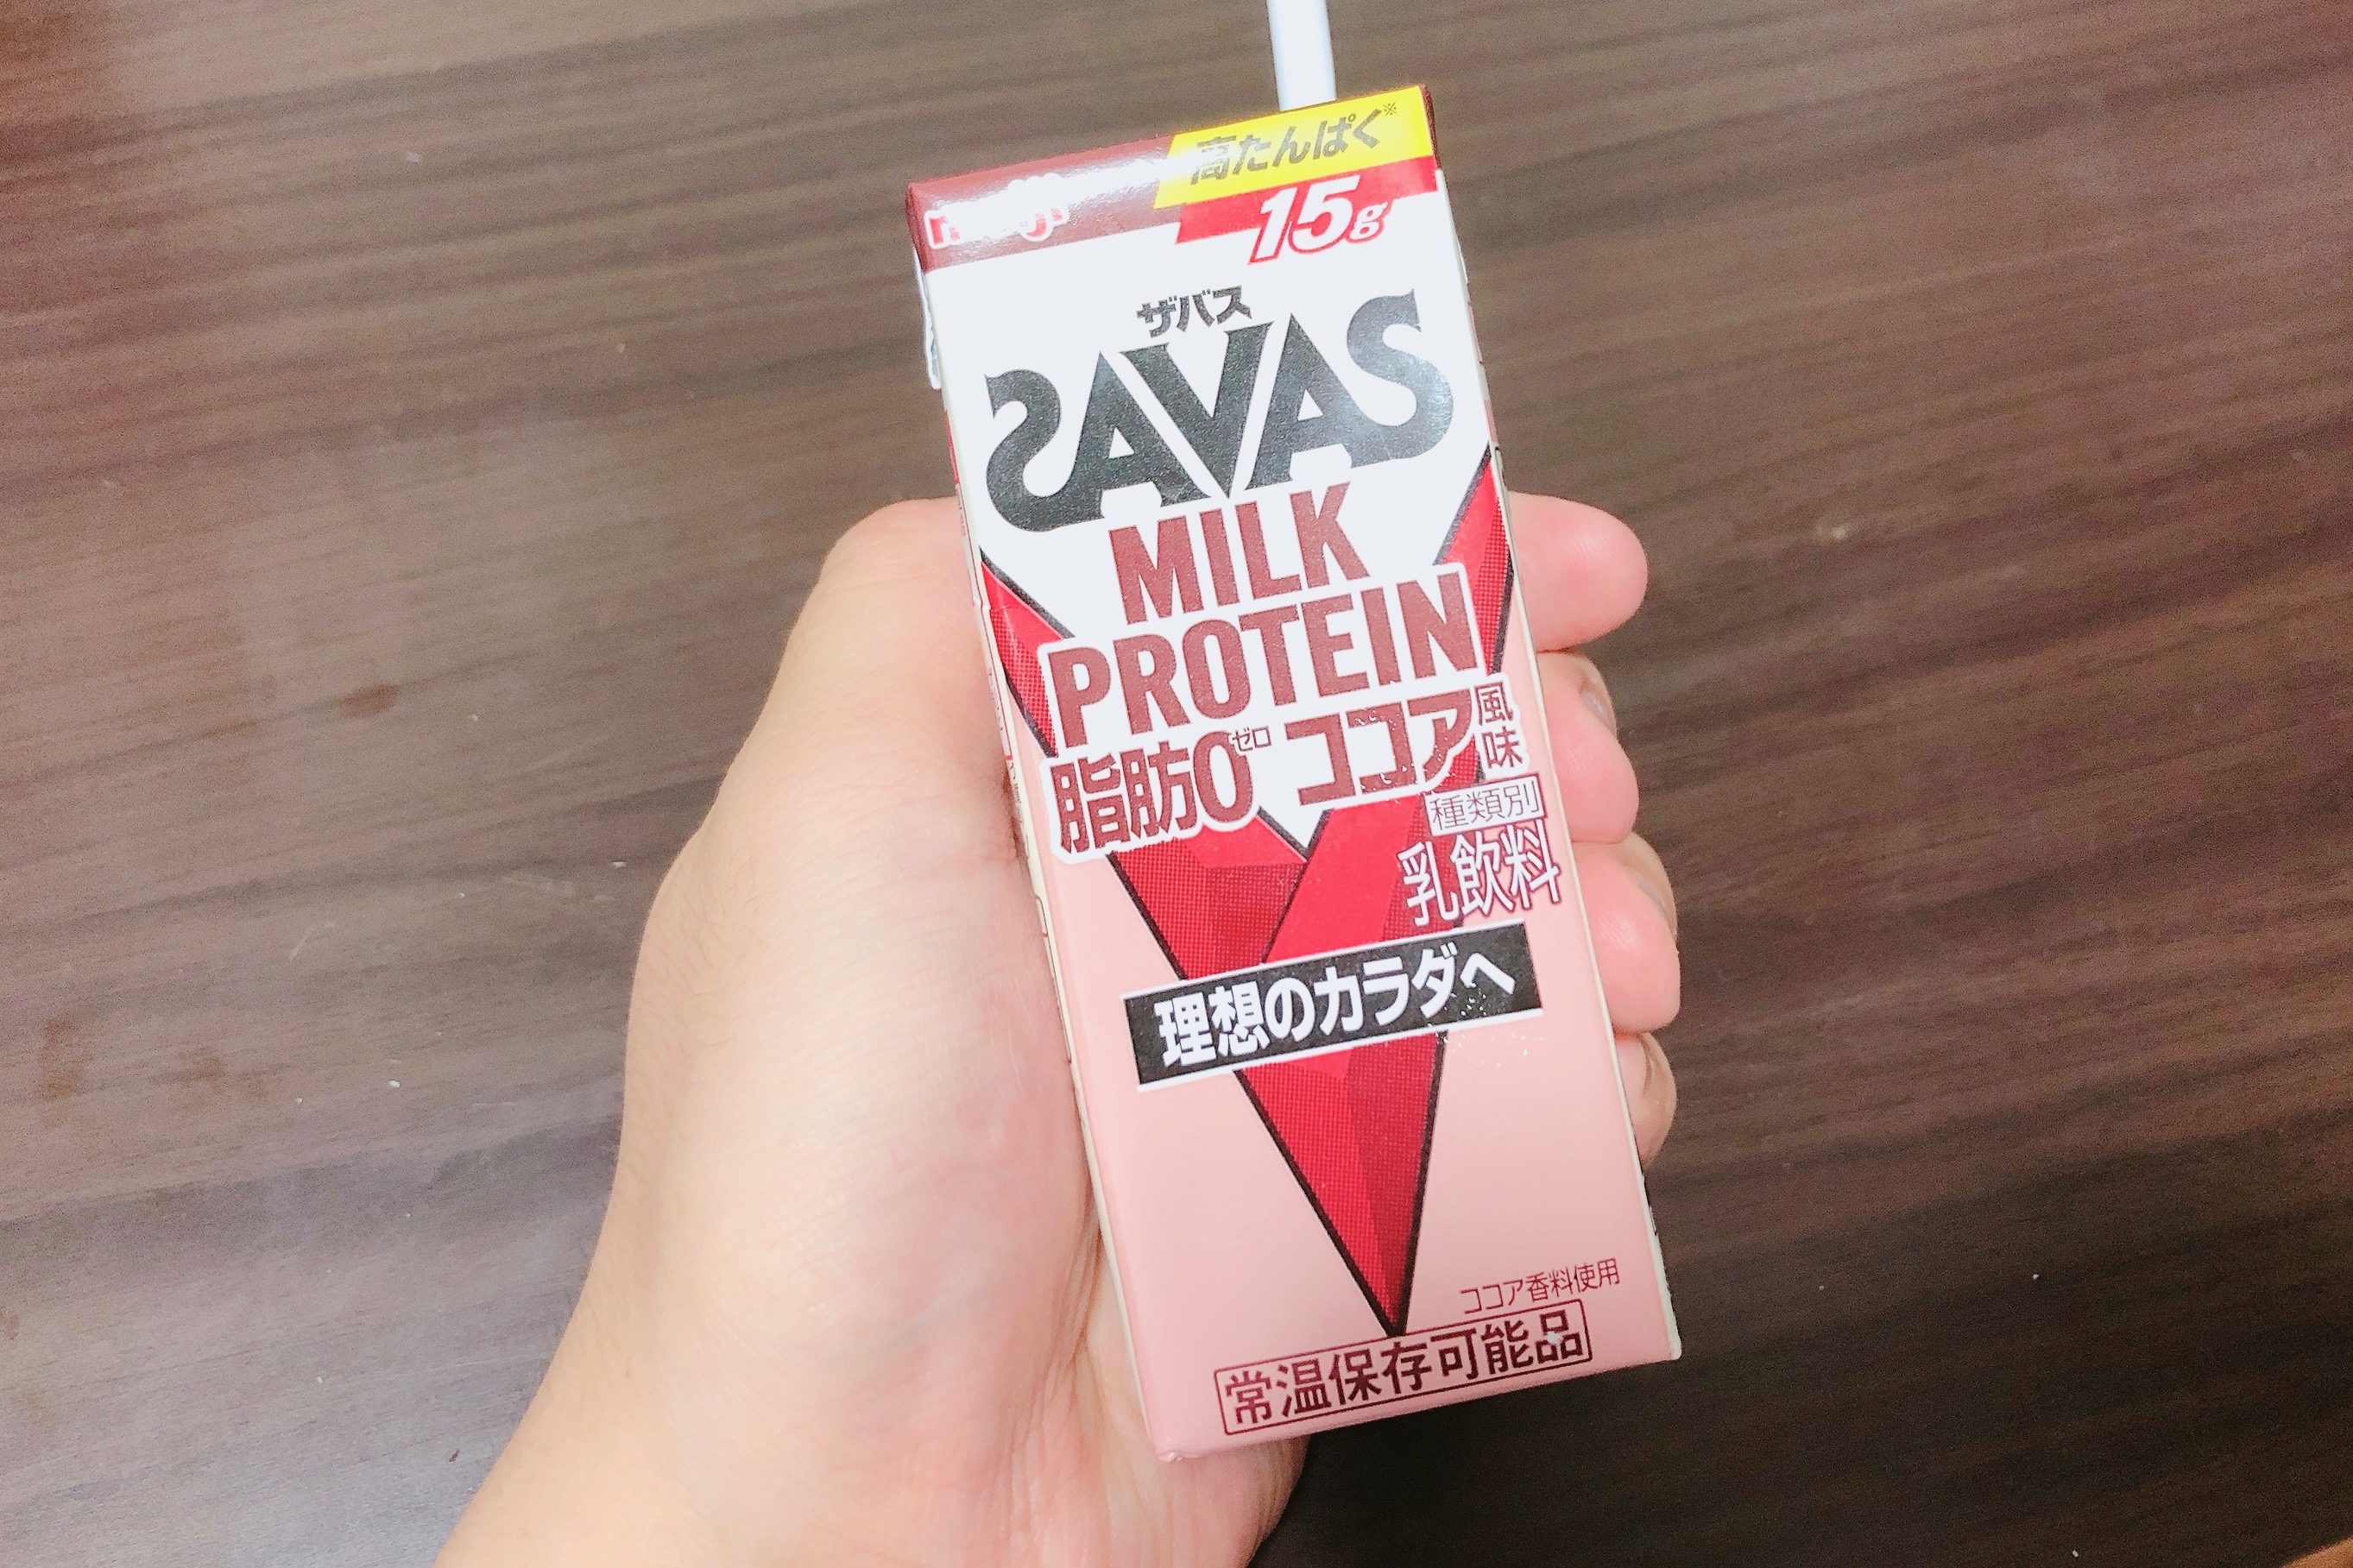 高たんぱく※
meiji
15g
ザバス
SAVAS
MILK
PROTEIN
脂肪0ゼロ ココア風味
種類別
乳飲料
理想のカラダへ
ココア香料使用
常温保存可能品